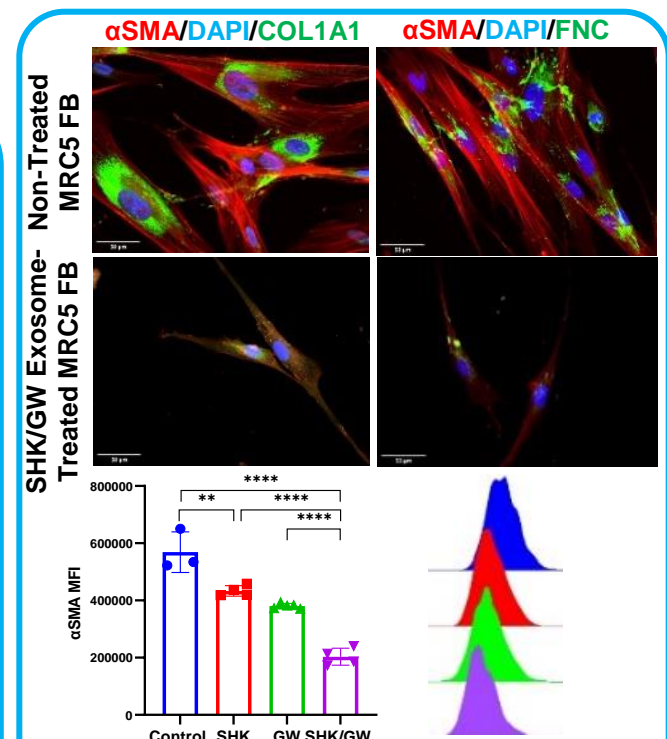 αSMA/DAPI/COL1A1
αSMA/DAPI/FNC
Non-Treated
MRC5 FB
SHK/GW Exosome-
Treated MRC5 FB
****
** ****
****
αSMA MFI
800000
600000
400000
200000
0
Control SHK GW SHK/GW